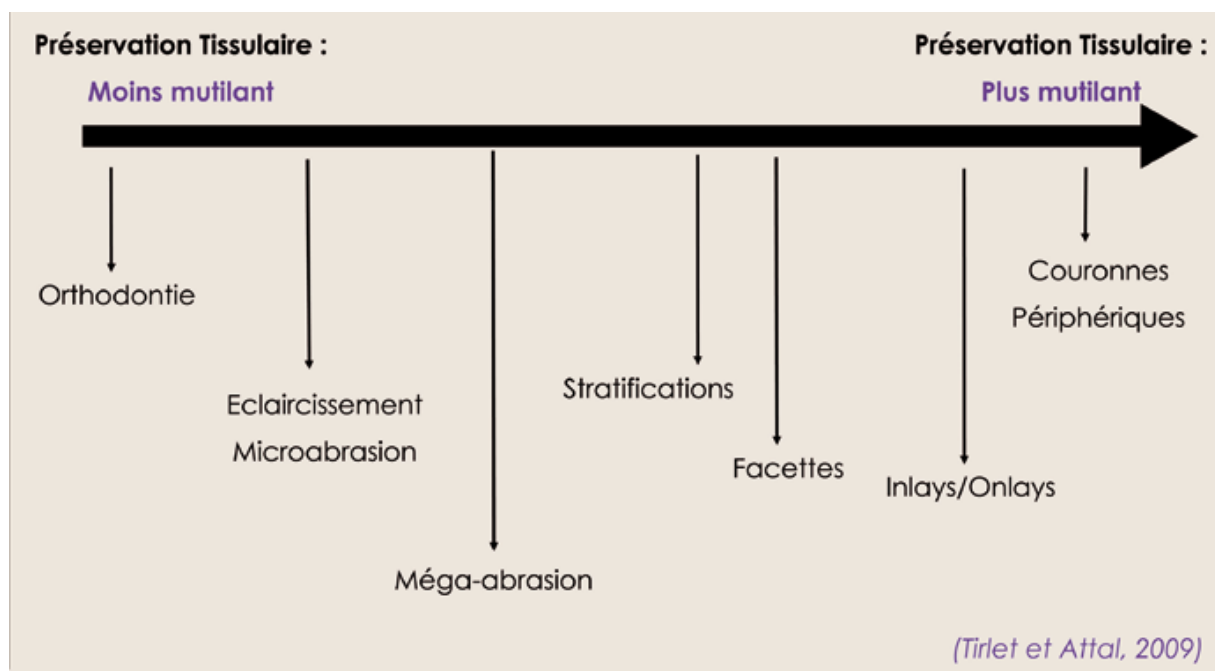 Préservation Tissulaire :
Moins mutilant
Préservation Tissulaire :
Plus mutilant
Orthodontie
Eclaircissement
Microabrasion
Méga-abrasion
Stratifications
Facettes
Inlays/Onlays
Couronnes
Périphériques
(Tirlet et Attal, 2009)